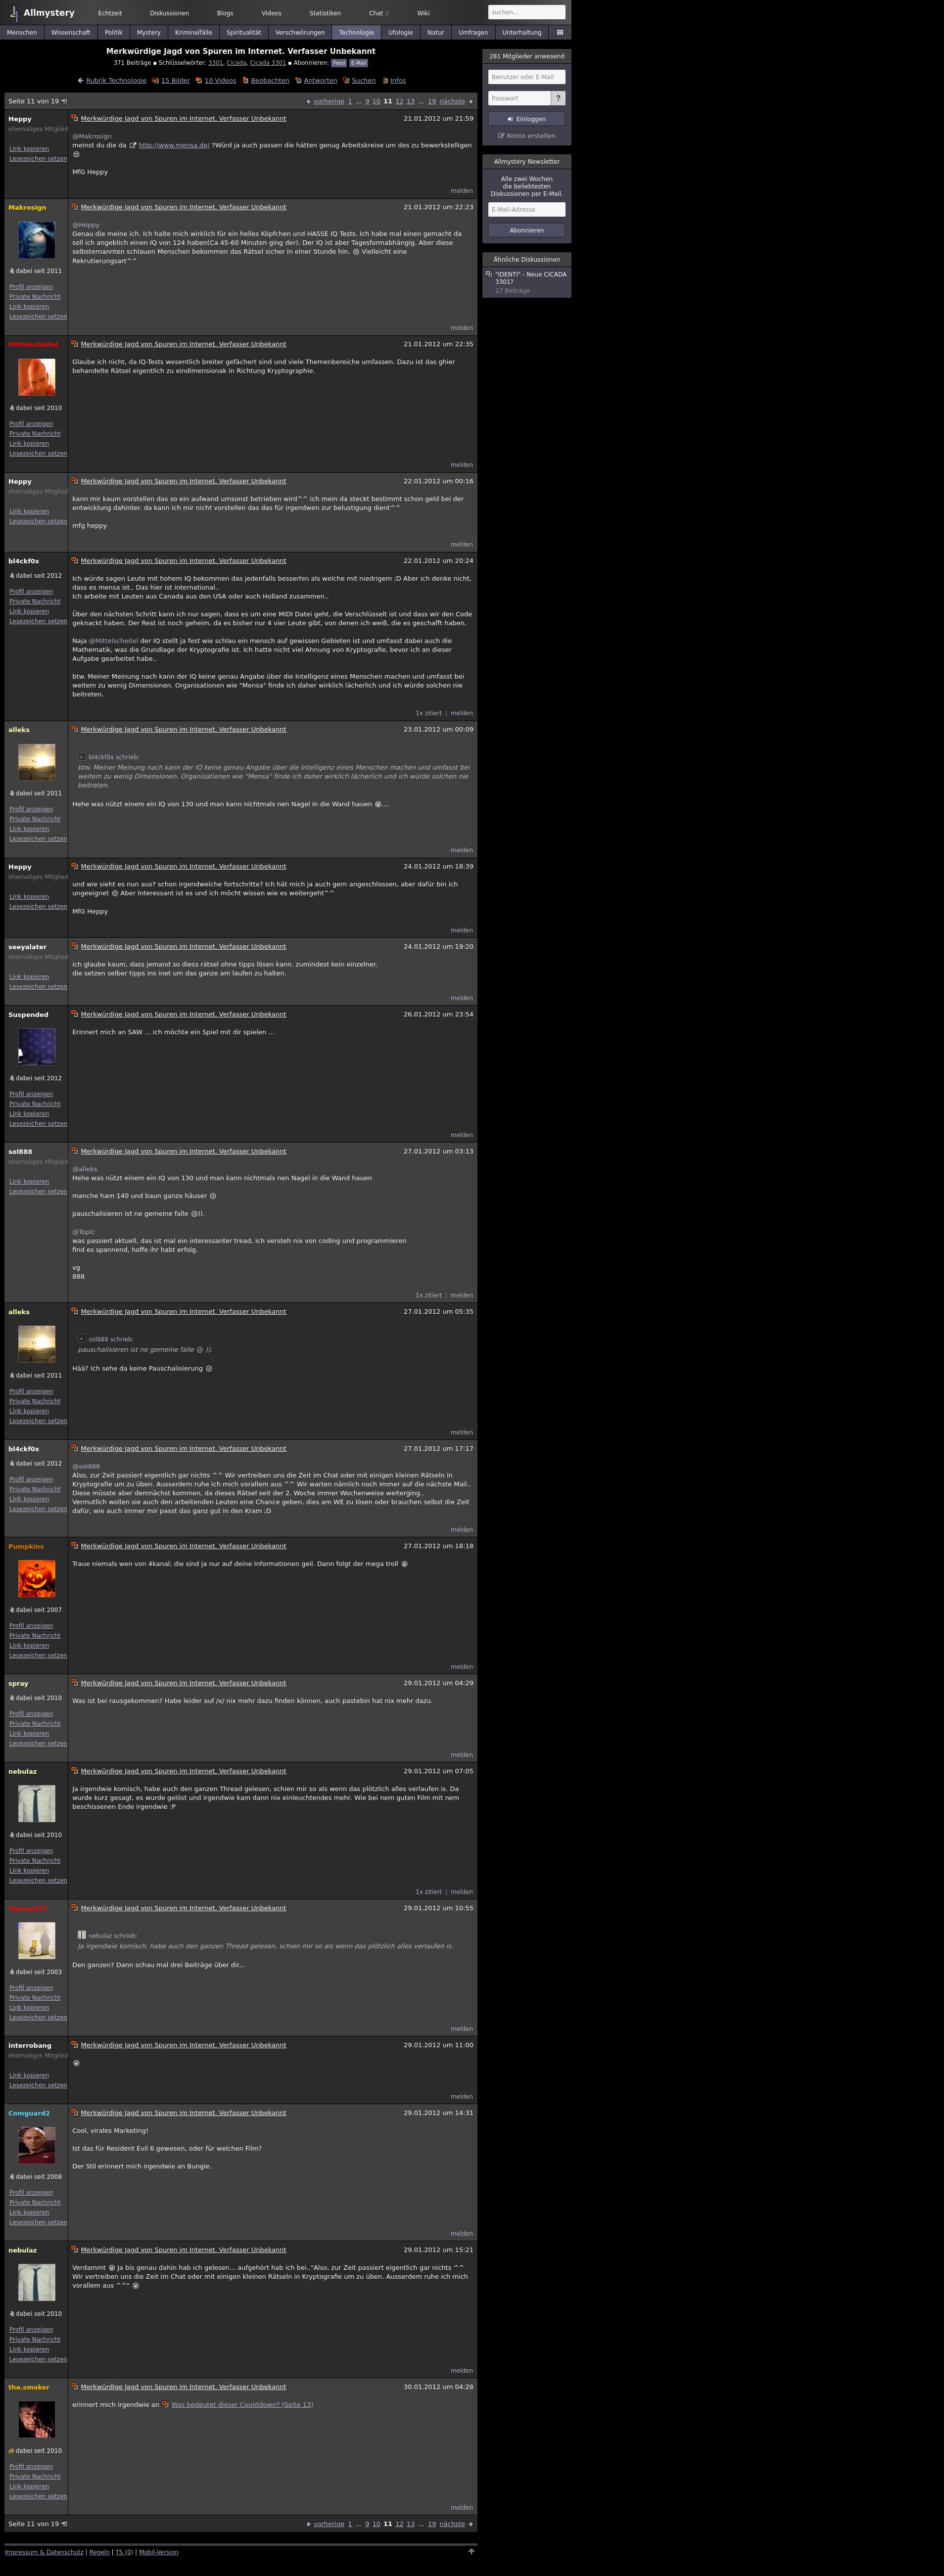 Allmystery
Echtzeit
Diskussionen
Blogs
Videos
Statistiken
Chat 2
Wiki
suchen...
Menschen
Wissenschaft
Politik
Mystery
Kriminalfälle
Spiritualität
Verschwörungen
Technologie
Ufologie
Natur
Umfragen
Unterhaltung
Merkwürdige Jagd von Spuren im Internet. Verfasser Unbekannt
371 Beiträge ▪ Schlüsselwörter: 3301, Cicada, Cicada 3301 ▪ Abonnieren: Feed E-Mail
Rubrik Technologie 15 Bilder 10 Videos Beobachten Antworten Suchen Infos
281 Mitglieder anwesend
Benutzer oder E-Mail
Passwort ?
Einloggen
Konto erstellen
Allmystery Newsletter
Alle zwei Wochen
die beliebtesten
Diskussionen per E-Mail.
E-Mail-Adresse
Abonnieren
Ähnliche Diskussionen
"IDENTI" - Neue CICADA
3301?
27 Beiträge
Seite 11 von 19
vorherige 1 ... 9 10 11 12 13 ... 19 nächste
Heppy
ehemaliges Mitglied
Link kopieren
Lesezeichen setzen
Merkwürdige Jagd von Spuren im Internet. Verfasser Unbekannt
21.01.2012 um 21:59
@Makrosign
meinst du die da http://www.mensa.de/ ?Würd ja auch passen die hätten genug Arbeitskreise um des zu bewerkstelligen
MfG Heppy
melden
Makrosign
dabei seit 2011
Profil anzeigen
Private Nachricht
Link kopieren
Lesezeichen setzen
Merkwürdige Jagd von Spuren im Internet. Verfasser Unbekannt
21.01.2012 um 22:23
@Heppy
Genau die meine ich. Ich halte mich wirklich für ein helles Köpfchen und HASSE IQ Tests. Ich habe mal einen gemacht da
soll ich angeblich einen IQ von 124 haben(Ca 45-60 Minuten ging der). Der IQ ist aber Tagesformabhängig. Aber diese
selbsternannten schlauen Menschen bekommen das Rätsel sicher in einer Stunde hin. Vielleicht eine
Rekrutierungsart^^
melden
Mittelscheitel
dabei seit 2010
Profil anzeigen
Private Nachricht
Link kopieren
Lesezeichen setzen
Merkwürdige Jagd von Spuren im Internet. Verfasser Unbekannt
21.01.2012 um 22:35
Glaube ich nicht, da IQ-Tests wesentlich breiter gefächert sind und viele Themenbereiche umfassen. Dazu ist das ghier
behandelte Rätsel eigentlich zu eindimensionak in Richtung Kryptographie.
melden
Heppy
ehemaliges Mitglied
Link kopieren
Lesezeichen setzen
Merkwürdige Jagd von Spuren im Internet. Verfasser Unbekannt
22.01.2012 um 00:16
kann mir kaum vorstellen das so ein aufwand umsonst betrieben wird^^ ich mein da steckt bestimmt schon geld bei der
entwicklung dahinter. da kann ich mir nicht vorstellen das das für irgendwen zur belustigung dient^^
mfg heppy
melden
bl4ckf0x
dabei seit 2012
Profil anzeigen
Private Nachricht
Link kopieren
Lesezeichen setzen
Merkwürdige Jagd von Spuren im Internet. Verfasser Unbekannt
22.01.2012 um 20:24
Ich würde sagen Leute mit hohem IQ bekommen das jedenfalls besserhin als welche mit niedrigem ;D Aber ich denke nicht,
dass es mensa ist.. Das hier ist international..
Ich arbeite mit Leuten aus Canada aus den USA oder auch Holland zusammen..
Über den nächsten Schritt kann ich nur sagen, dass es um eine MIDI Datei geht, die Verschlüsselt ist und dass wir den Code
geknackt haben. Der Rest ist noch geheim, da es bisher nur 4 vier Leute gibt, von denen ich weiß, die es geschafft haben.
Naja @Mittelscheitel der IQ stellt ja fest wie schlau ein mensch auf gewissen Gebieten ist und umfasst dabei auch die
Mathematik, was die Grundlage der Kryptografie ist. Ich hatte nicht viel Ahnung von Kryptografie, bevor ich an dieser
Aufgabe gearbeitet habe..
btw. Meiner Meinung nach kann der IQ keine genau Angabe über die Intelligenz eines Menschen machen und umfasst bei
weitem zu wenig Dimensionen. Organisationen wie "Mensa" finde ich daher wirklich lächerlich und ich würde solchen nie
beitreten.
1x zitiert | melden
alleks
dabei seit 2011
Profil anzeigen
Private Nachricht
Link kopieren
Lesezeichen setzen
Merkwürdige Jagd von Spuren im Internet. Verfasser Unbekannt
23.01.2012 um 00:09
bl4ckf0x schrieb:
btw. Meiner Meinung nach kann der IQ keine genau Angabe über die Intelligenz eines Menschen machen und umfasst bei
weitem zu wenig Dimensionen. Organisationen wie "Mensa" finde ich daher wirklich lächerlich und ich würde solchen nie
beitreten.
Hehe was nützt einem ein IQ von 130 und man kann nichtmals nen Nagel in die Wand hauen ....
melden
Heppy
ehemaliges Mitglied
Link kopieren
Lesezeichen setzen
Merkwürdige Jagd von Spuren im Internet. Verfasser Unbekannt
24.01.2012 um 18:39
und wie sieht es nun aus? schon irgendwelche fortschritte? Ich hät mich ja auch gern angeschlossen, aber dafür bin ich
ungeeignet Aber Interessant ist es und ich möcht wissen wie es weitergeht^^
MfG Heppy
melden
seeyalater
ehemaliges Mitglied
Link kopieren
Lesezeichen setzen
Merkwürdige Jagd von Spuren im Internet. Verfasser Unbekannt
24.01.2012 um 19:20
ich glaube kaum, dass jemand so diess rätsel ohne tipps lösen kann. zumindest kein einzelner.
die setzen selber tipps ins inet um das ganze am laufen zu halten.
melden
Suspended
dabei seit 2012
Profil anzeigen
Private Nachricht
Link kopieren
Lesezeichen setzen
Merkwürdige Jagd von Spuren im Internet. Verfasser Unbekannt
26.01.2012 um 23:54
Erinnert mich an SAW ... ich möchte ein Spiel mit dir spielen ...
melden
sol888
ehemaliges Mitglied
Link kopieren
Lesezeichen setzen
Merkwürdige Jagd von Spuren im Internet. Verfasser Unbekannt
27.01.2012 um 03:13
@alleks
Hehe was nützt einem ein IQ von 130 und man kann nichtmals nen Nagel in die Wand hauen
manche ham 140 und baun ganze häuser
pauschalisieren ist ne gemeine falle )).
@Topic
was passiert aktuell, das ist mal ein interessanter tread, ich versteh nix von coding und programmieren
find es spannend, hoffe ihr habt erfolg.
vg
888
1x zitiert | melden
alleks
dabei seit 2011
Profil anzeigen
Private Nachricht
Link kopieren
Lesezeichen setzen
Merkwürdige Jagd von Spuren im Internet. Verfasser Unbekannt
27.01.2012 um 05:35
sol888 schrieb:
pauschalisieren ist ne gemeine falle )).
Hää? Ich sehe da keine Pauschalisierung
melden
bl4ckf0x
dabei seit 2012
Profil anzeigen
Private Nachricht
Link kopieren
Lesezeichen setzen
Merkwürdige Jagd von Spuren im Internet. Verfasser Unbekannt
27.01.2012 um 17:17
@sol888
Also, zur Zeit passiert eigentlich gar nichts ^^ Wir vertreiben uns die Zeit im Chat oder mit einigen kleinen Rätseln in
Kryptografie um zu üben. Ausserdem ruhe ich mich vorallem aus ^^ Wir warten nämlich noch immer auf die nächste Mail..
Diese müsste aber demnächst kommen, da dieses Rätsel seit der 2. Woche immer Wochenweise weiterging..
Vermutlich wollen sie auch den arbeitenden Leuten eine Chance geben, dies am WE zu lösen oder brauchen selbst die Zeit
dafür, wie auch immer mir passt das ganz gut in den Kram ;D
melden
Pumpkins
dabei seit 2007
Profil anzeigen
Private Nachricht
Link kopieren
Lesezeichen setzen
Merkwürdige Jagd von Spuren im Internet. Verfasser Unbekannt
27.01.2012 um 18:18
Traue niemals wen von 4kanal; die sind ja nur auf deine Informationen geil. Dann folgt der mega troll
melden
spray
dabei seit 2010
Profil anzeigen
Private Nachricht
Link kopieren
Lesezeichen setzen
Merkwürdige Jagd von Spuren im Internet. Verfasser Unbekannt
29.01.2012 um 04:29
Was ist bei rausgekommen? Habe leider auf /x/ nix mehr dazu finden können, auch pastebin hat nix mehr dazu.
melden
nebulaz
dabei seit 2010
Profil anzeigen
Private Nachricht
Link kopieren
Lesezeichen setzen
Merkwürdige Jagd von Spuren im Internet. Verfasser Unbekannt
29.01.2012 um 07:05
Ja irgendwie komisch, habe auch den ganzen Thread gelesen, schien mir so als wenn das plötzlich alles verlaufen is. Da
wurde kurz gesagt, es wurde gelöst und irgendwie kam dann nix einleuchtendes mehr. Wie bei nem guten Film mit nem
beschissenen Ende irgendwie :P
1x zitiert | melden
dabei seit 2003
Profil anzeigen
Private Nachricht
Link kopieren
Lesezeichen setzen
Merkwürdige Jagd von Spuren im Internet. Verfasser Unbekannt
29.01.2012 um 10:55
nebulaz schrieb:
Ja irgendwie komisch, habe auch den ganzen Thread gelesen, schien mir so als wenn das plötzlich alles verlaufen is.
Den ganzen? Dann schau mal drei Beiträge über dir...
melden
interrobang
ehemaliges Mitglied
Link kopieren
Lesezeichen setzen
Merkwürdige Jagd von Spuren im Internet. Verfasser Unbekannt
29.01.2012 um 11:00
melden
Comguard2
dabei seit 2008
Profil anzeigen
Private Nachricht
Link kopieren
Lesezeichen setzen
Merkwürdige Jagd von Spuren im Internet. Verfasser Unbekannt
29.01.2012 um 14:31
Cool, virales Marketing!
Ist das für Resident Evil 6 gewesen, oder für welchen Film?
Der Stil erinnert mich irgendwie an Bungie.
melden
nebulaz
dabei seit 2010
Profil anzeigen
Private Nachricht
Link kopieren
Lesezeichen setzen
Merkwürdige Jagd von Spuren im Internet. Verfasser Unbekannt
29.01.2012 um 15:21
Verdammt Ja bis genau dahin hab ich gelesen... aufgehört hab ich bei.."Also, zur Zeit passiert eigentlich gar nichts ^^
Wir vertreiben uns die Zeit im Chat oder mit einigen kleinen Rätseln in Kryptografie um zu üben. Ausserdem ruhe ich mich
vorallem aus ^^"
melden
the.smoker
dabei seit 2010
Profil anzeigen
Private Nachricht
Link kopieren
Lesezeichen setzen
Merkwürdige Jagd von Spuren im Internet. Verfasser Unbekannt
30.01.2012 um 04:28
erinnert mich irgendwie an Was bedeutet dieser Countdown? (Seite 13)
melden
Seite 11 von 19
vorherige 1 ... 9 10 11 12 13 ... 19 nächste
Impressum & Datenschutz | Regeln | TS (0) | Mobil-Version